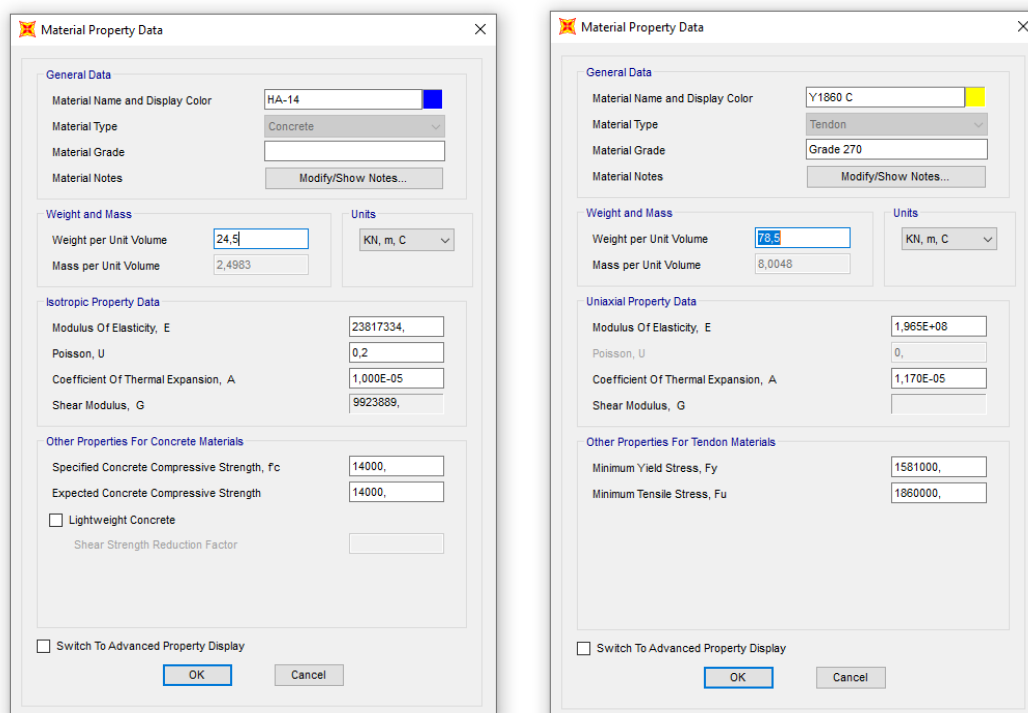 Material Property Data
General Data
Material Name and Display Color HA-14
Material Type Concrete
Material Grade
Material Notes Modify/Show Notes...
Weight and Mass Units
Weight per Unit Volume 24,5 KN, m, C
Mass per Unit Volume 2,4983
Isotropic Property Data
Modulus Of Elasticity, E 23817334,
Poisson, U 0,2
Coefficient Of Thermal Expansion, A 1,000E-05
Shear Modulus, G 9923889,
Other Properties For Concrete Materials
Specified Concrete Compressive Strength, f'c 14000,
Expected Concrete Compressive Strength 14000,
Lightweight Concrete
Shear Strength Reduction Factor
Switch To Advanced Property Display
OK Cancel
Material Property Data
General Data
Material Name and Display Color Y1860 C
Material Type Tendon
Material Grade Grade 270
Material Notes Modify/Show Notes...
Weight and Mass Units
Weight per Unit Volume 78,5 KN, m, C
Mass per Unit Volume 8,0048
Uniaxial Property Data
Modulus Of Elasticity, E 1,965E+08
Poisson, U 0,
Coefficient Of Thermal Expansion, A 1,170E-05
Shear Modulus, G
Other Properties For Tendon Materials
Minimum Yield Stress, Fy 1581000,
Minimum Tensile Stress, Fu 1860000,
Switch To Advanced Property Display
OK Cancel